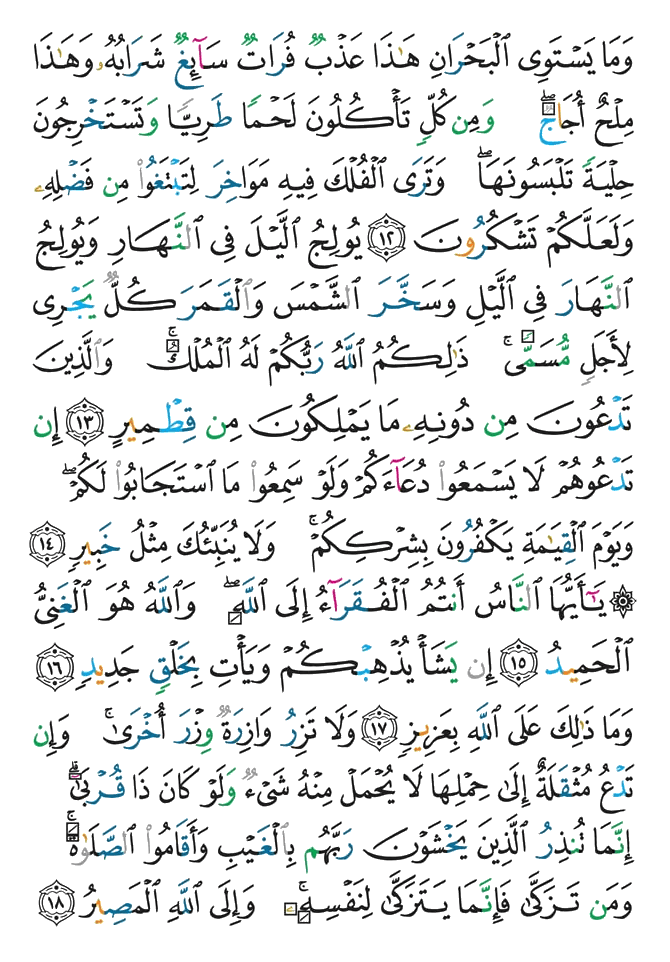 وَمَا يَسْتَوِى ٱلْبَحْرَانِ هَـٰذَا عَذْبٌ فُرَاتٌ سَآئِغٌ شَرَابُهُۥ وَهَـٰذَا
مِلْحٌ أُجَاجٌ ۖ وَمِن كُلٍّ تَأْكُلُونَ لَحْمًا طَرِيًّا وَتَسْتَخْرِجُونَ
حِلْيَةً تَلْبَسُونَهَا ۖ وَتَرَى ٱلْفُلْكَ فِيهِ مَوَاخِرَ لِتَبْتَغُوا۟ مِن فَضْلِهِۦ
وَلَعَلَّكُمْ تَشْكُرُونَ ١٢ يُولِجُ ٱلَّيْلَ فِى ٱلنَّهَارِ وَيُولِجُ
ٱلنَّهَارَ فِى ٱلَّيْلِ وَسَخَّرَ ٱلشَّمْسَ وَٱلْقَمَرَ كُلٌّ يَجْرِى
لِأَجَلٍ مُّسَمًّى ۚ ذَٰلِكُمُ ٱللَّهُ رَبُّكُمْ لَهُ ٱلْمُلْكُ ۚ وَٱلَّذِينَ
تَدْعُونَ مِن دُونِهِۦ مَا يَمْلِكُونَ مِن قِطْمِيرٍ ١٣ إِن
تَدْعُوهُمْ لَا يَسْمَعُوا۟ دُعَآءَكُمْ وَلَوْ سَمِعُوا۟ مَا ٱسْتَجَابُوا۟ لَكُمْ ۖ
وَيَوْمَ ٱلْقِيَـٰمَةِ يَكْفُرُونَ بِشِرْكِكُمْ ۚ وَلَا يُنَبِّئُكَ مِثْلُ خَبِيرٍ ١٤
۞ يَـٰٓأَيُّهَا ٱلنَّاسُ أَنتُمُ ٱلْفُقَرَآءُ إِلَى ٱللَّهِ ۖ وَٱللَّهُ هُوَ ٱلْغَنِىُّ
ٱلْحَمِيدُ ١٥ إِن يَشَأْ يُذْهِبْكُمْ وَيَأْتِ بِخَلْقٍ جَدِيدٍ ١٦
وَمَا ذَٰلِكَ عَلَى ٱللَّهِ بِعَزِيزٍ ١٧ وَلَا تَزِرُ وَازِرَةٌ وِزْرَ أُخْرَىٰ ۚ وَإِن
تَدْعُ مُثْقَلَةٌ إِلَىٰ حِمْلِهَا لَا يُحْمَلْ مِنْهُ شَىْءٌ وَلَوْ كَانَ ذَا قُرْبَىٰٓ ۗ
إِنَّمَا تُنذِرُ ٱلَّذِينَ يَخْشَوْنَ رَبَّهُم بِٱلْغَيْبِ وَأَقَامُوا۟ ٱلصَّلَوٰةَ ۚ
وَمَن تَزَكَّىٰ فَإِنَّمَا يَتَزَكَّىٰ لِنَفْسِهِۦ ۚ وَإِلَى ٱللَّهِ ٱلْمَصِيرُ ١٨